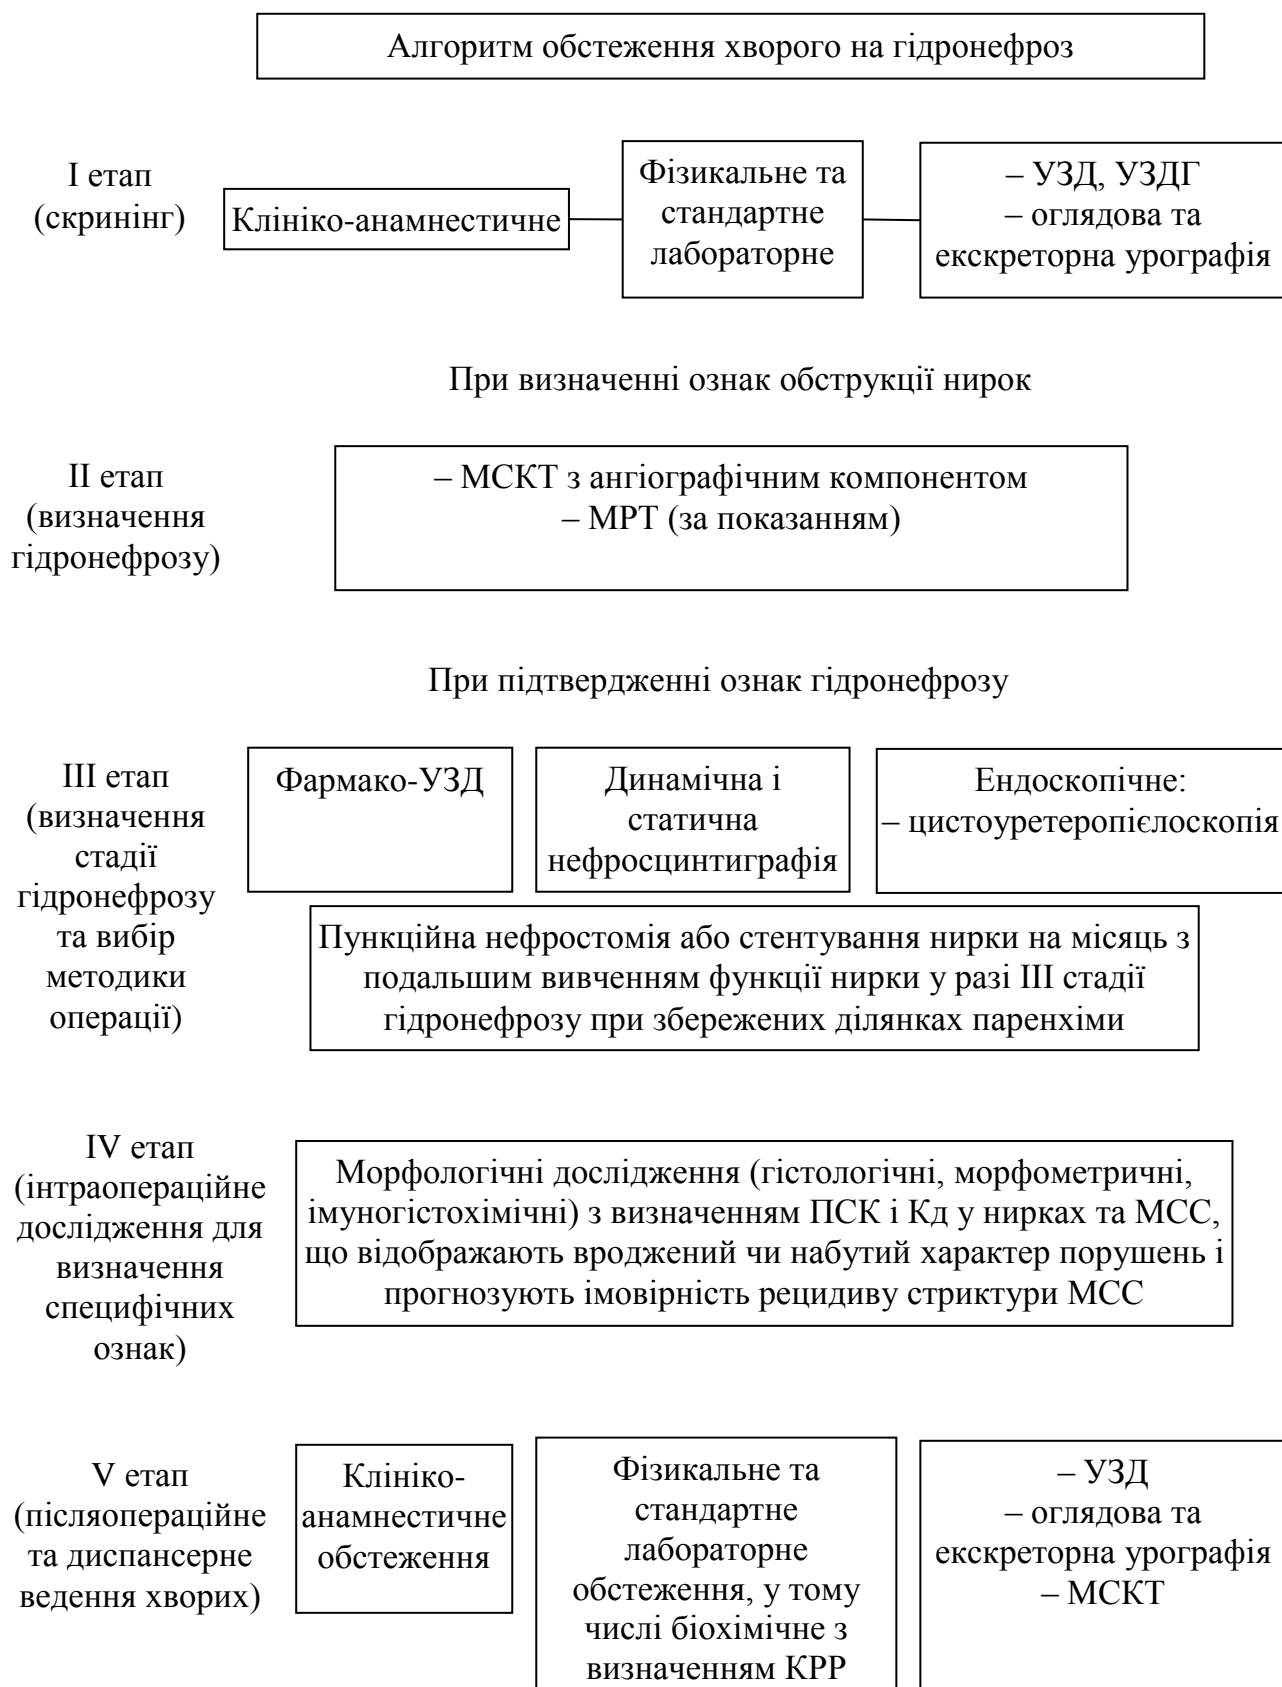 Алгоритм обстеження хворого на гідронефроз
I етап
(скринінг)
Клініко-анамнестичне
Фізикальне та
стандартне
лабораторне
– УЗД, УЗДГ
– оглядова та
екскреторна урографія
При визначенні ознак обструкції нирок
II етап
(визначення
гідронефрозу)
– МСКТ з ангіографічним компонентом
– МРТ (за показанням)
При підтвердженні ознак гідронефрозу
III етап
(визначення
стадії
гідронефрозу
та вибір
методики
операції)
Фармако-УЗД
Динамічна і
статична
нефросцинтиграфія
Ендоскопічне:
– цистоуретеропієлоскопія
Пункційна нефростомія або стентування нирки на місяць з
подальшим вивченням функції нирки у разі III стадії
гідронефрозу при збережених ділянках паренхіми
IV етап
(інтраопераційне
дослідження для
визначення
специфічних
ознак)
Морфологічні дослідження (гістологічні, морфометричні,
імуногістохімічні) з визначенням ПСК і Кд у нирках та МСС,
що відображають вроджений чи набутий характер порушень і
прогнозують імовірність рецидиву стриктури МСС
V етап
(післяопераційне
та диспансерне
ведення хворих)
Клініко-
анамнестичне
обстеження
Фізикальне та
стандартне
лабораторне
обстеження, у тому
числі біохімічне з
визначенням КРР
– УЗД
– оглядова та
екскреторна урографія
– МСКТ